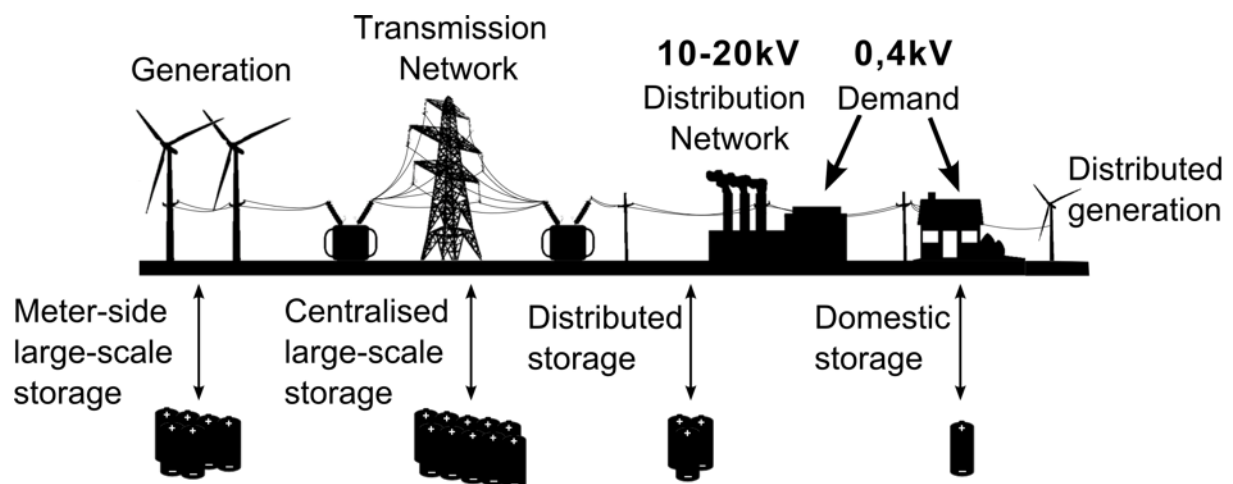 Generation
Transmission
Network
10-20kV
Distribution
Network
0,4kV
Demand
Distributed
generation
Meter-side
large-scale
storage
Centralised
large-scale
storage
Distributed
storage
Domestic
storage